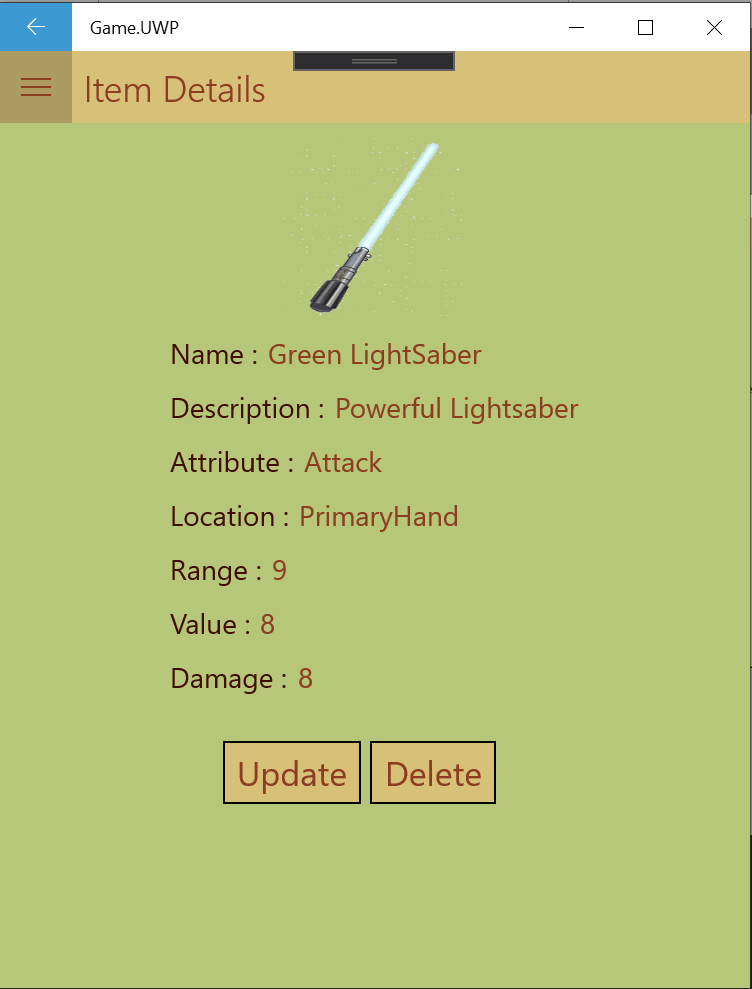 Game.UWP
Item Details
Name : Green LightSaber
Description : Powerful Lightsaber
Attribute : Attack
Location : PrimaryHand
Range : 9
Value : 8
Damage : 8
Update Delete